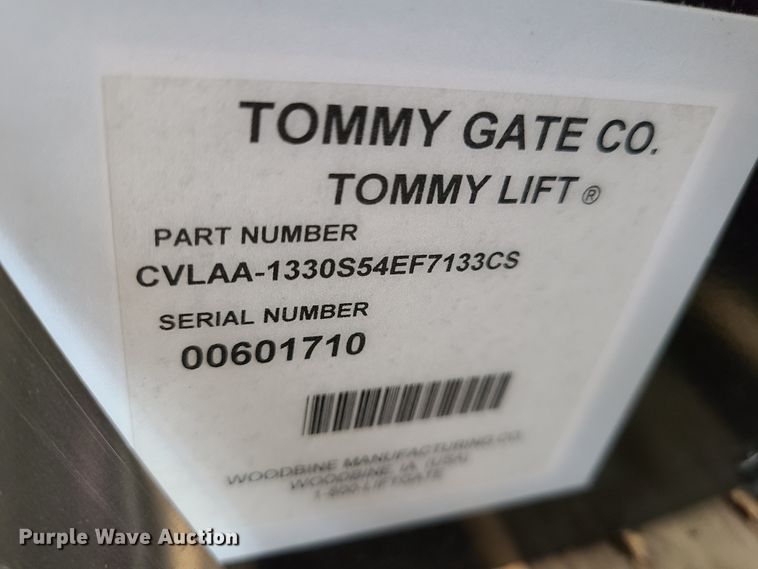 TOMMY GATE CO.
TOMMY LIFT ®
PART NUMBER
CVLAA-1330S54EF7133CS
SERIAL NUMBER
00601710
WOODBINE MANUFACTURING CO.
WOODBINE, IA. (USA)
1-800-LIFTGATE
Purple Wave Auction